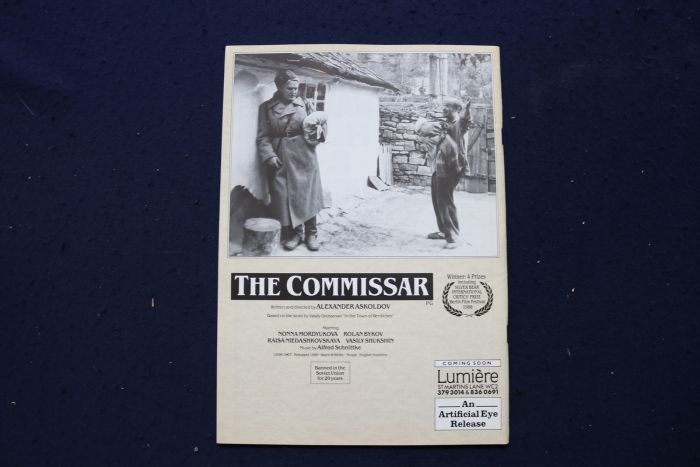 THE COMMISSAR
PG
Written and directed by ALEXANDER ASKOLDOV
Based on the story by Vasily Grossman "In the Town of Berdichev"
Starring
NONNA MORDYUKOVA ROLAN BYKOV
RAISA NIEDASHKOVSKAYA VASILY SHUKSHIN
Music by Alfred Schnittke
Banned in the
Soviet Union
for 20 years
Winner: 4 Prizes
including
SILVER BEAR
INTERNATIONAL
CRITICS' PRIZE
Berlin Film Festival
1988
COMING SOON
Lumière
ST MARTINS LANE WC2
379 3014 & 836 0691
An
Artificial Eye
Release